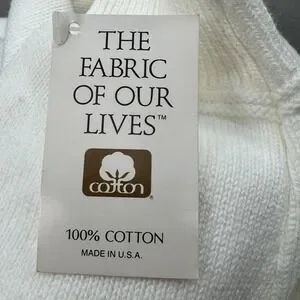 THE
FABRIC
OF OUR
LIVES™
cotton®
100% COTTON
MADE IN U.S.A.